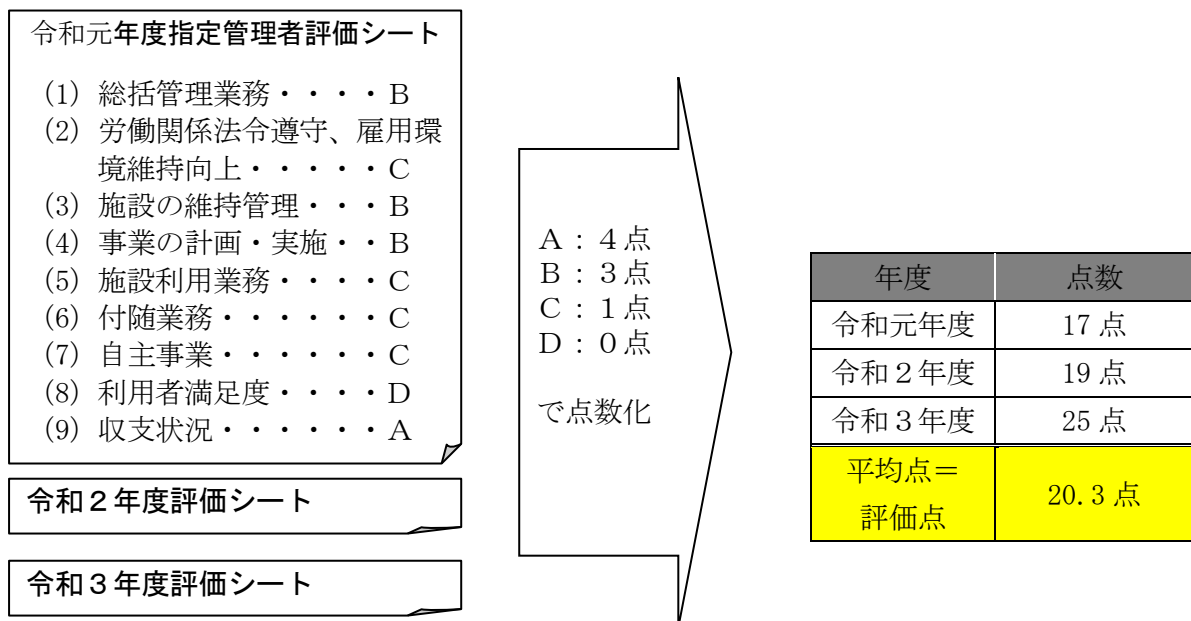 令和元年度指定管理者評価シート
(1) 総括管理業務・・・・B
(2) 労働関係法令遵守、雇用環
境維持向上・・・・・C
(3) 施設の維持管理・・・B
(4) 事業の計画・実施・・B
(5) 施設利用業務・・・・C
(6) 付随業務・・・・・・C
(7) 自主事業・・・・・・C
(8) 利用者満足度・・・・D
(9) 収支状況・・・・・・A
令和２年度評価シート
令和３年度評価シート
A：４点
B：３点
C：１点
D：０点
で点数化
年度 点数
令和元年度 17 点
令和２年度 19 点
令和３年度 25 点
平均点＝
評価点 20.3 点